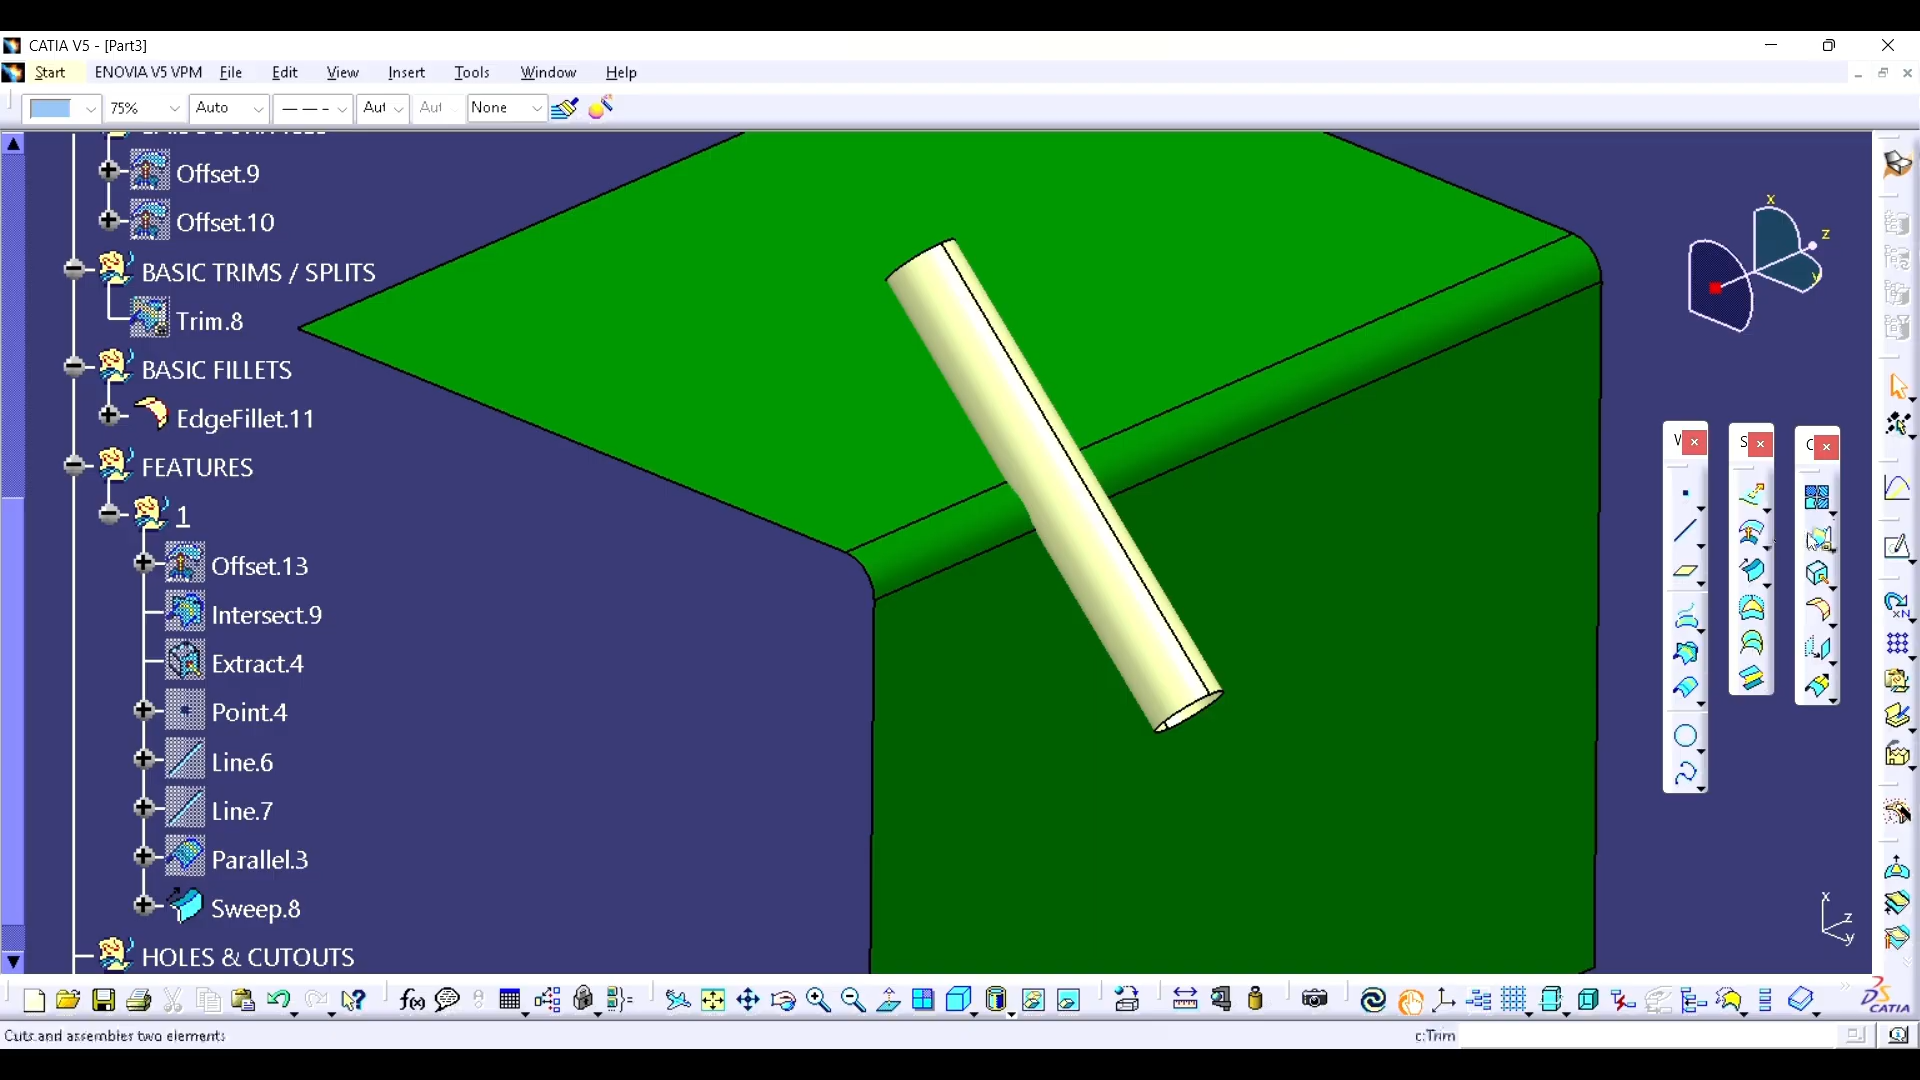 CATIA V5 - [Part3]
Start ENOVIA V5 VPM File Edit View Insert Tools Window Help
75% Auto Aut Aut None
Offset.9
Offset.10
BASIC TRIMS / SPLITS
Trim.8
BASIC FILLETS
EdgeFillet.11
FEATURES
1
Offset.13
Intersect.9
Extract.4
Point.4
Line.6
Line.7
Parallel.3
Sweep.8
HOLES & CUTOUTS
x
z
y
V
S
C
x
z
y
xN
f(x)
CATIA
Cuts and assembles two elements
c:Trim